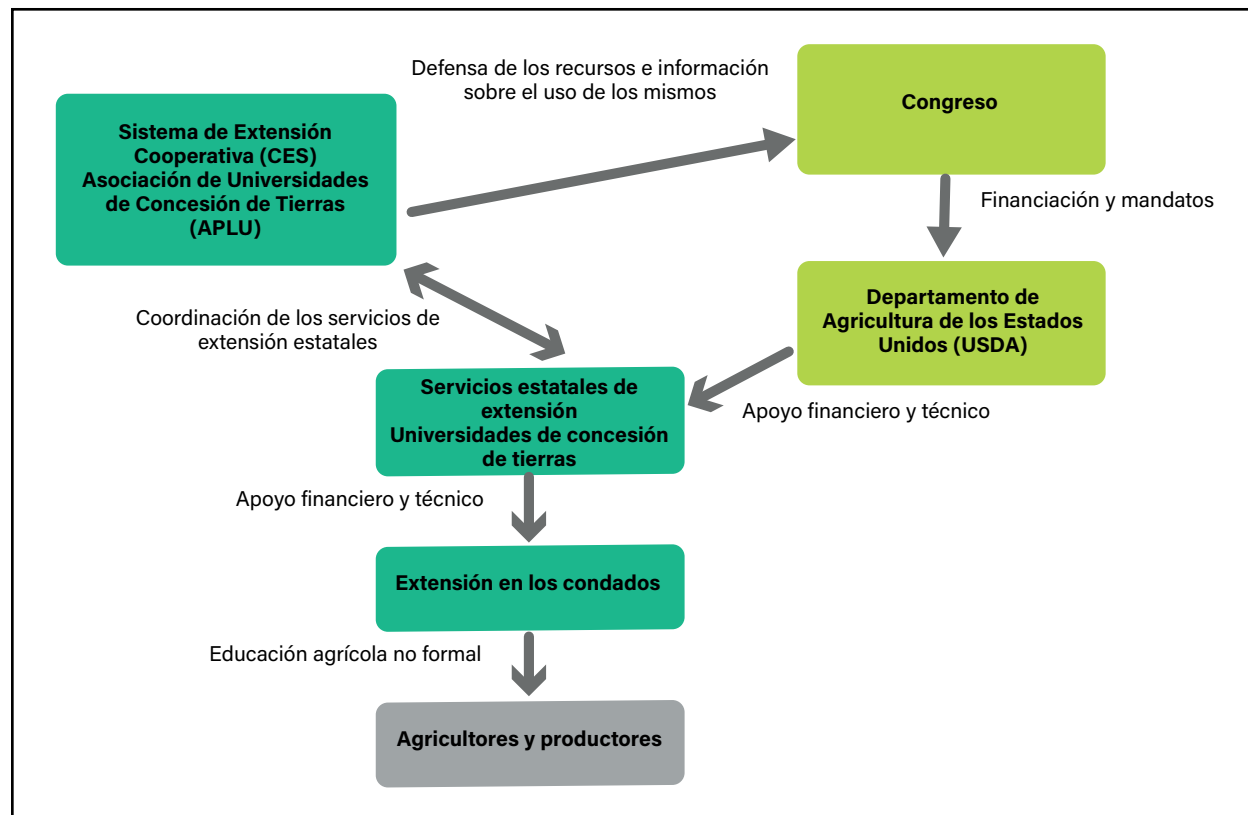 Defensa de los recursos e información
sobre el uso de los mismos
Sistema de Extensión
Cooperativa (CES)
Asociación de Universidades
de Concesión de Tierras
(APLU)
Congreso
Financiación y mandatos
Departamento de
Agricultura de los Estados
Unidos (USDA)
Coordinación de los servicios de
extensión estatales
Servicios estatales de
extensión
Universidades de concesión
de tierras
Apoyo financiero y técnico
Apoyo financiero y técnico
Extensión en los condados
Educación agrícola no formal
Agricultores y productores